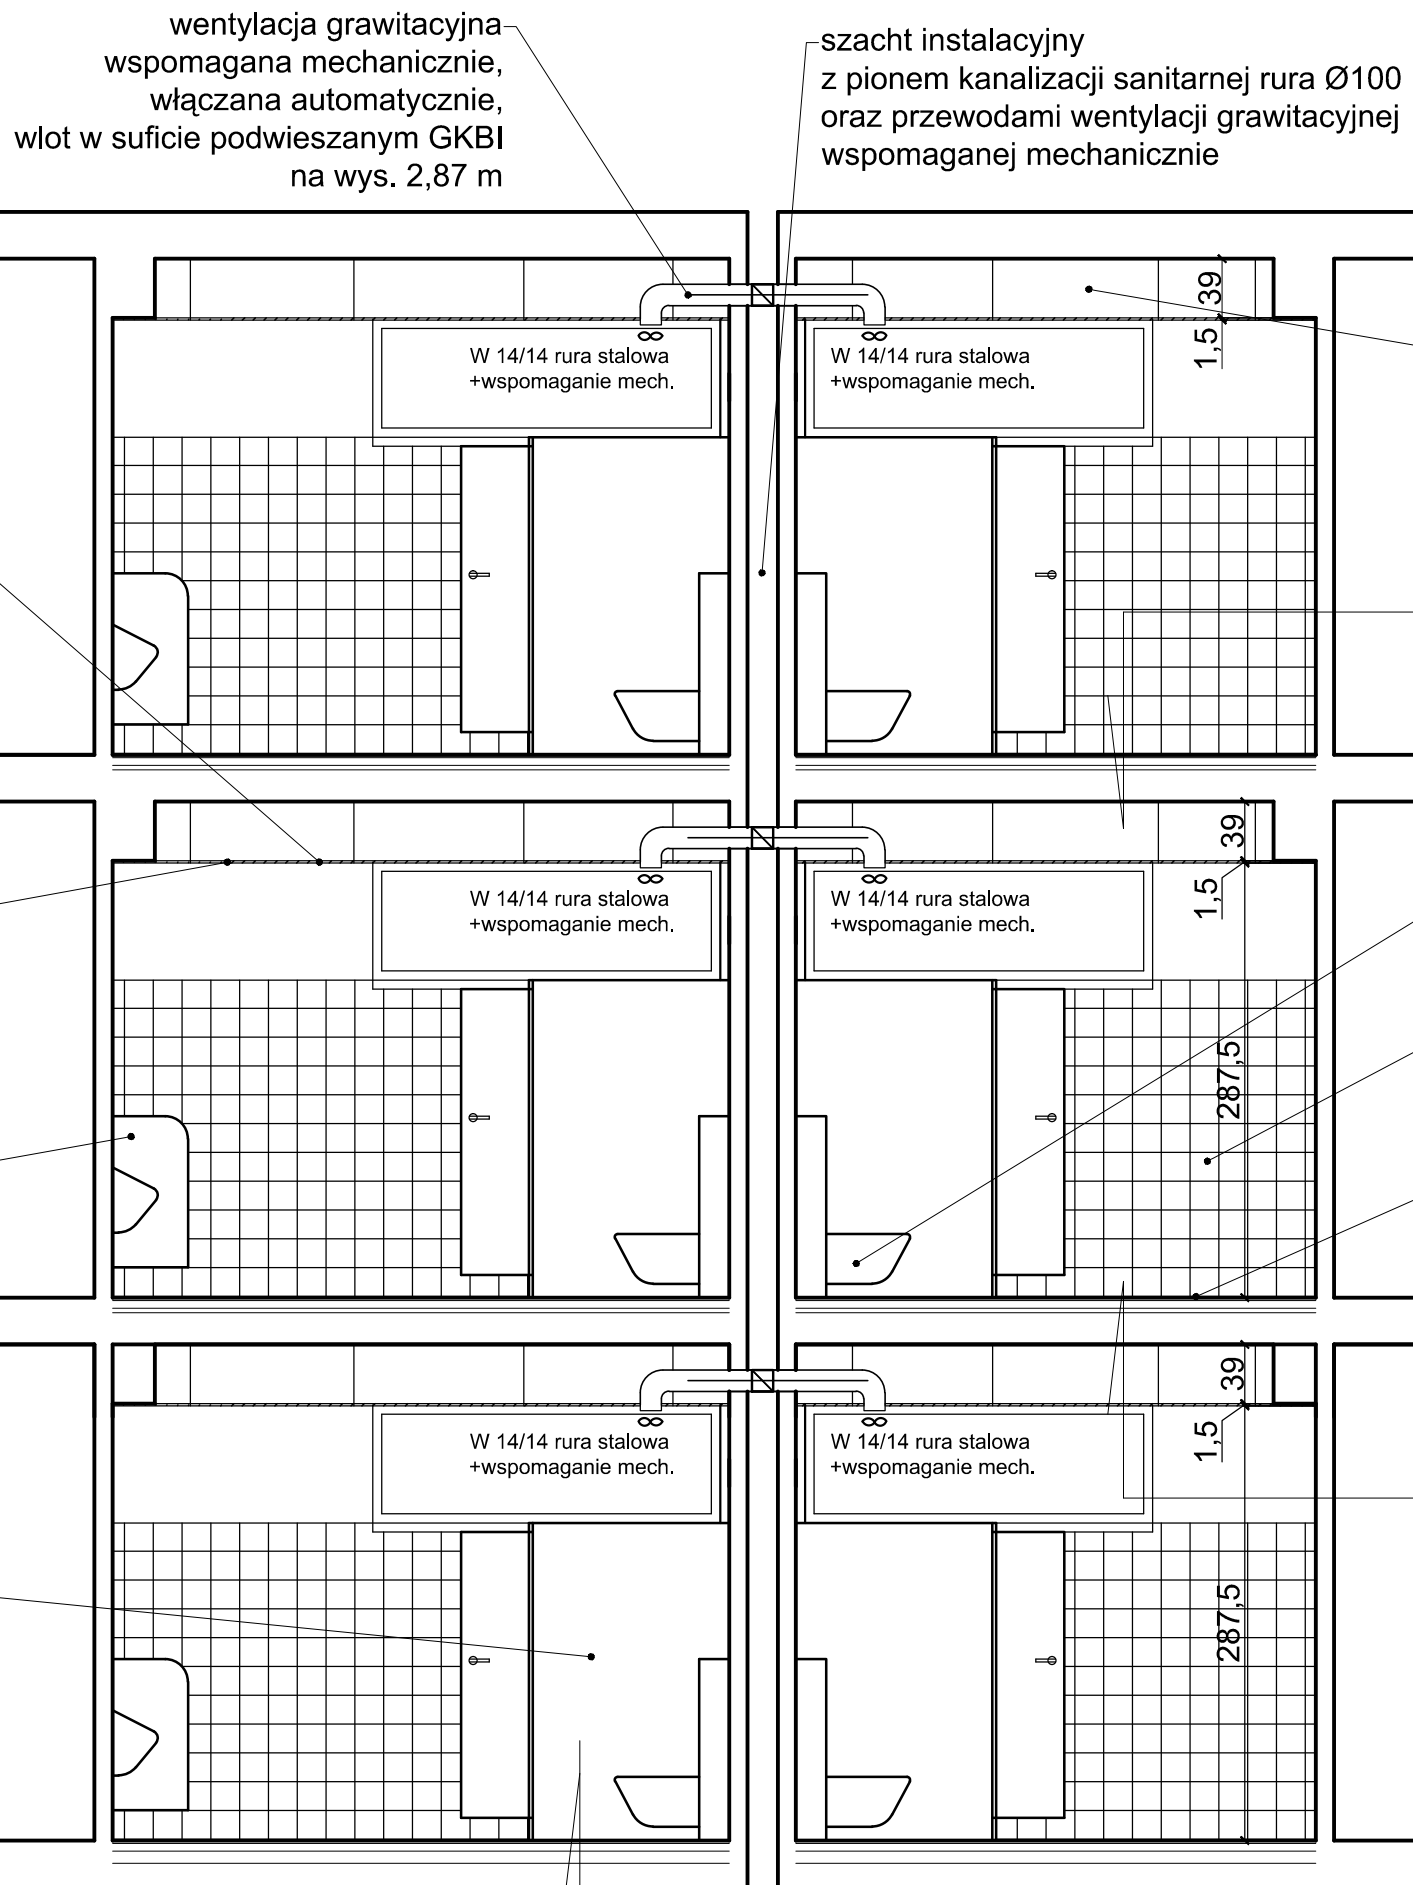 wentylacja grawitacyjna
wspomagana mechanicznie,
włączana automatycznie,
wlot w suficie podwieszanym GKBI
na wys. 2,87 m
szacht instalacyjny
z pionem kanalizacji sanitarnej rura Ø100
oraz przewodami wentylacji grawitacyjnej
wspomaganej mechanicznie
39
1,5
W 14/14 rura stalowa
+wspomaganie mech.
W 14/14 rura stalowa
+wspomaganie mech.
39
1,5
W 14/14 rura stalowa
+wspomaganie mech.
W 14/14 rura stalowa
+wspomaganie mech.
287,5
39
1,5
W 14/14 rura stalowa
+wspomaganie mech.
W 14/14 rura stalowa
+wspomaganie mech.
287,5